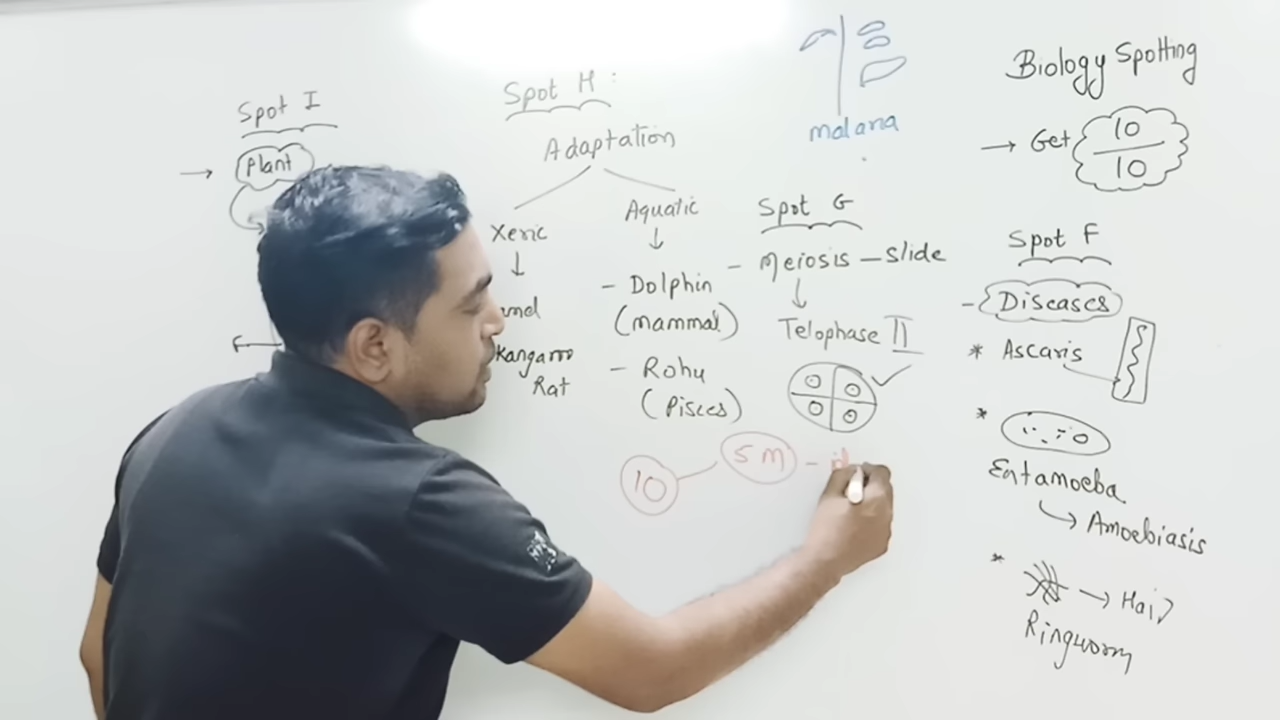 Biology Spotting
→ Get 10
10
malaria
Spot F
- Diseases
* Ascaris
*
Entamoeba
→ Amoebiasis
* → Hair
Ringworm
Spot G
- Meiosis - slide
↓
Telophase II
Spot H :
Adaptation
Xeric
↓
Kangaroo
Rat
Aquatic
↓
- Dolphin
(mammal)
- Rohu
(Pisces)
10 - 5 M -
Spot I
→ Plant